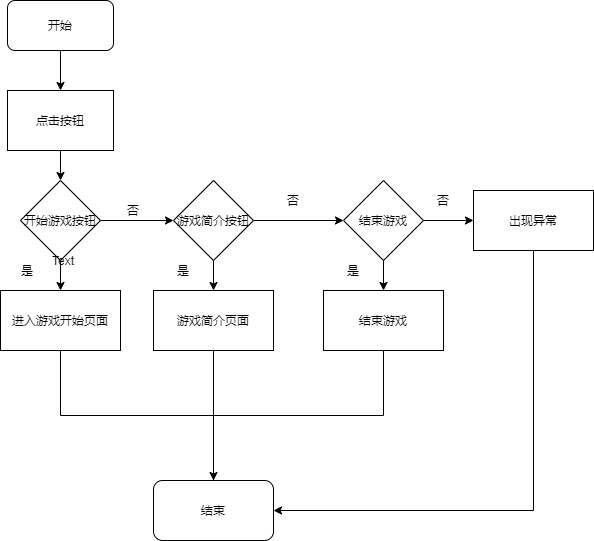 开始
点击按钮
开始游戏按钮
否
游戏简介按钮
否
结束游戏
否
出现异常
Text
是
是
是
进入游戏开始页面
游戏简介页面
结束游戏
结束